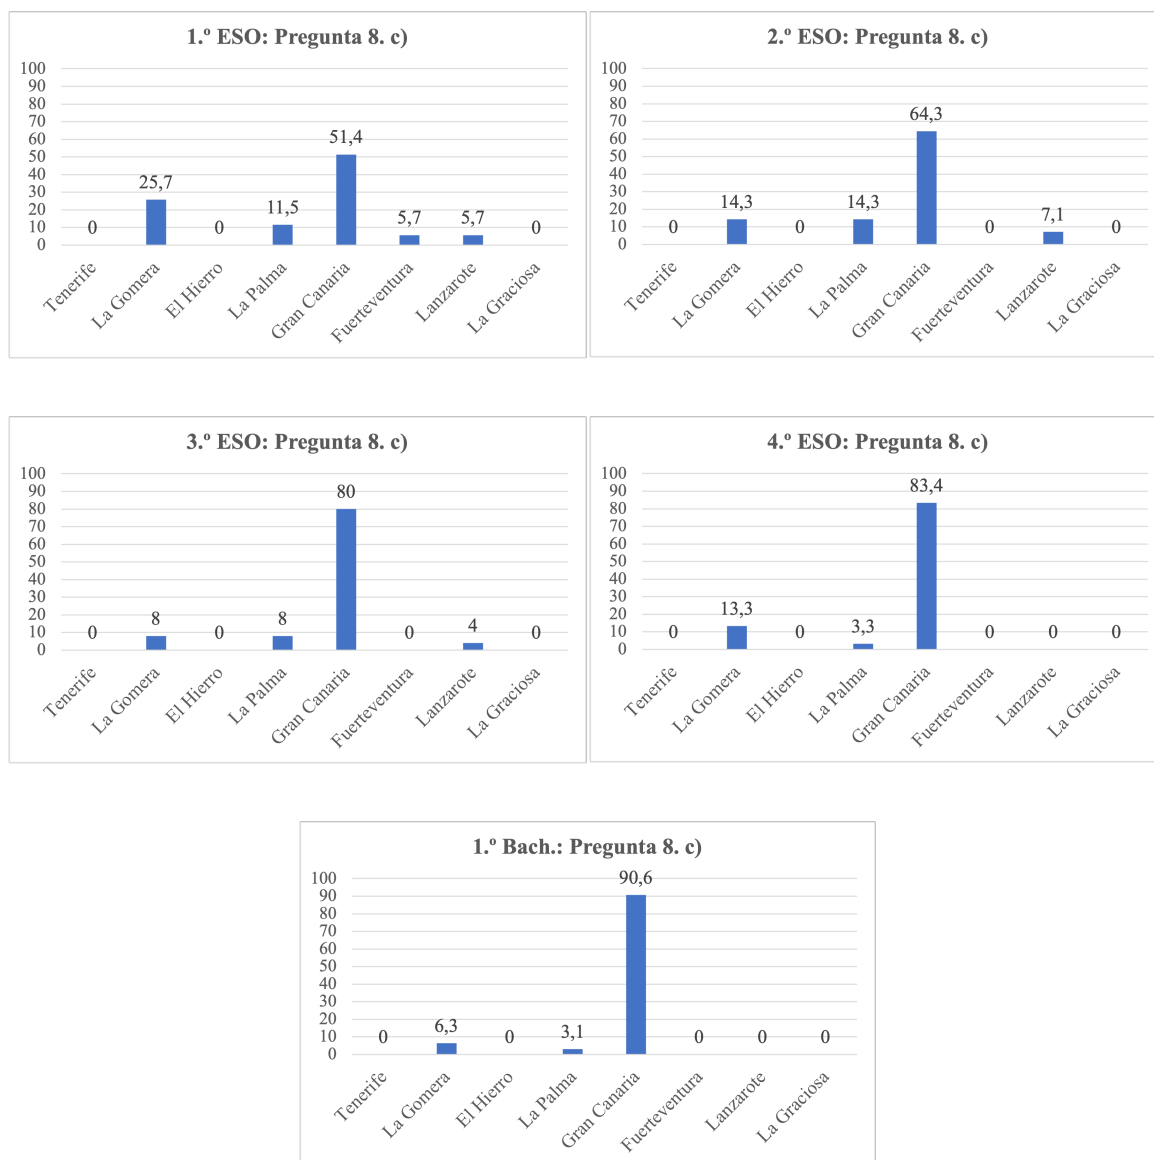 1.º ESO: Pregunta 8. c)
100
90
80
70
60
50
40
30
20
10
0
0
25,7
0
11,5
51,4
5,7
5,7
0
Tenerife
La Gomera
El Hierro
La Palma
Gran Canaria
Fuerteventura
Lanzarote
La Graciosa
2.º ESO: Pregunta 8. c)
100
90
80
70
60
50
40
30
20
10
0
0
14,3
0
14,3
64,3
0
7,1
0
Tenerife
La Gomera
El Hierro
La Palma
Gran Canaria
Fuerteventura
Lanzarote
La Graciosa
3.º ESO: Pregunta 8. c)
100
90
80
70
60
50
40
30
20
10
0
0
8
0
8
80
0
4
0
Tenerife
La Gomera
El Hierro
La Palma
Gran Canaria
Fuerteventura
Lanzarote
La Graciosa
4.º ESO: Pregunta 8. c)
100
90
80
70
60
50
40
30
20
10
0
0
13,3
0
3,3
83,4
0
0
0
Tenerife
La Gomera
El Hierro
La Palma
Gran Canaria
Fuerteventura
Lanzarote
La Graciosa
1.º Bach.: Pregunta 8. c)
100
90
80
70
60
50
40
30
20
10
0
0
6,3
0
3,1
90,6
0
0
0
Tenerife
La Gomera
El Hierro
La Palma
Gran Canaria
Fuerteventura
Lanzarote
La Graciosa